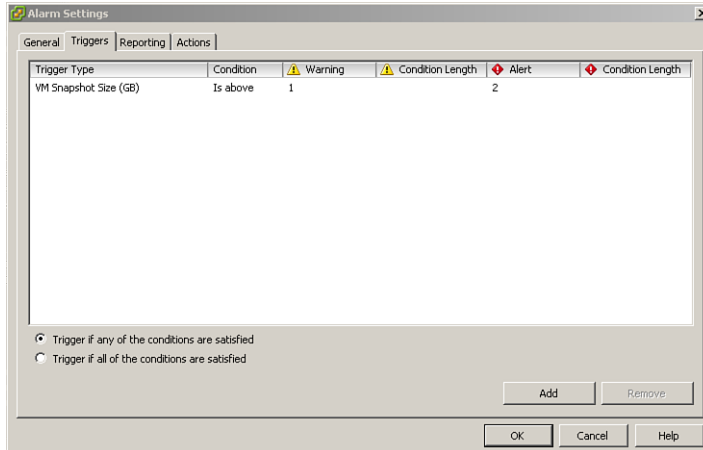 Alarm Settings
General Triggers Reporting Actions
Trigger Type Condition Warning Condition Length Alert Condition Length
VM Snapshot Size (GB) Is above 1 2
Trigger if any of the conditions are satisfied
Trigger if all of the conditions are satisfied
Add Remove
OK Cancel Help